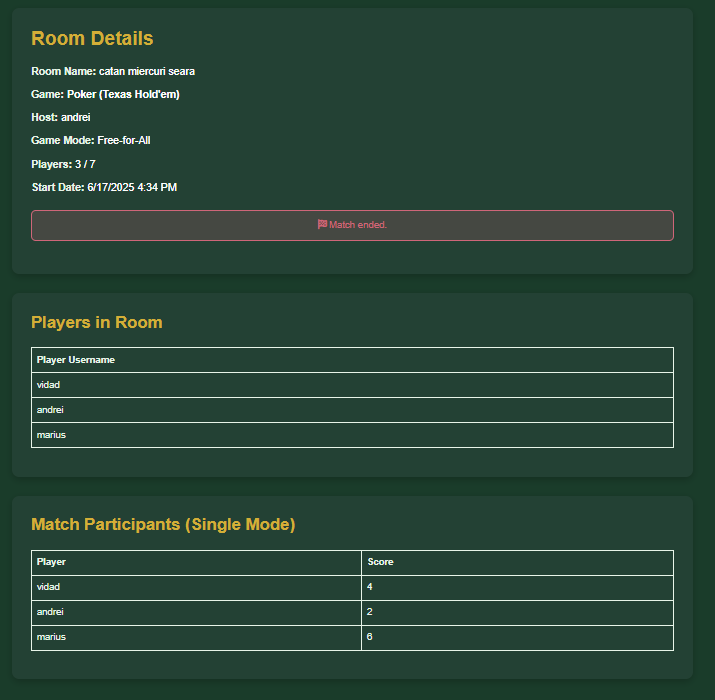 Room Details
Room Name: catan miercuri seara
Game: Poker (Texas Hold'em)
Host: andrei
Game Mode: Free-for-All
Players: 3 / 7
Start Date: 6/17/2025 4:34 PM
Match ended.
Players in Room
Player Username
vidad
andrei
marius
Match Participants (Single Mode)
Player Score
vidad 4
andrei 2
marius 6